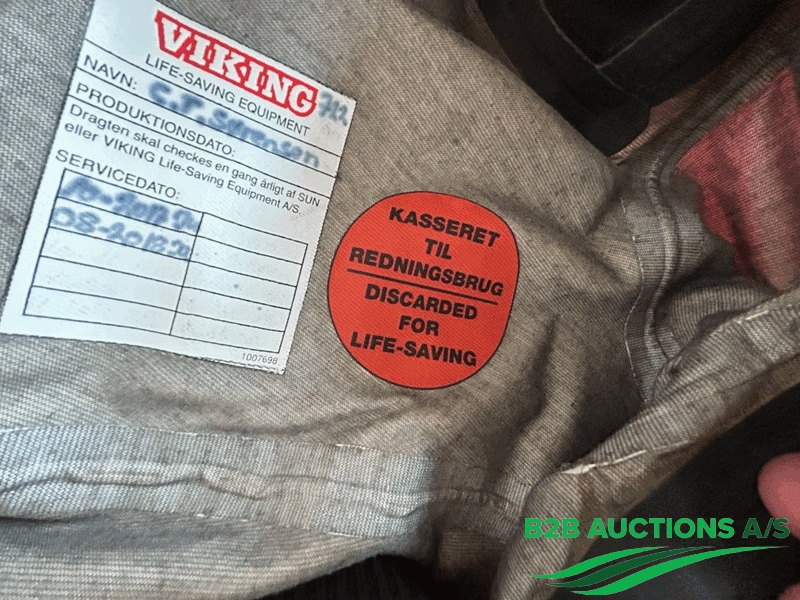 VIKING
LIFE-SAVING EQUIPMENT
NAVN: C.F. Sørensen
PRODUKTIONSDATO:
Dragten skal checkes en gang årligt af SUN
eller VIKING Life-Saving Equipment A/S
SERVICEDATO:
1007698
KASSERET
TIL
REDNINGSBRUG
DISCARDED
FOR
LIFE-SAVING
B2B AUCTIONS A/S